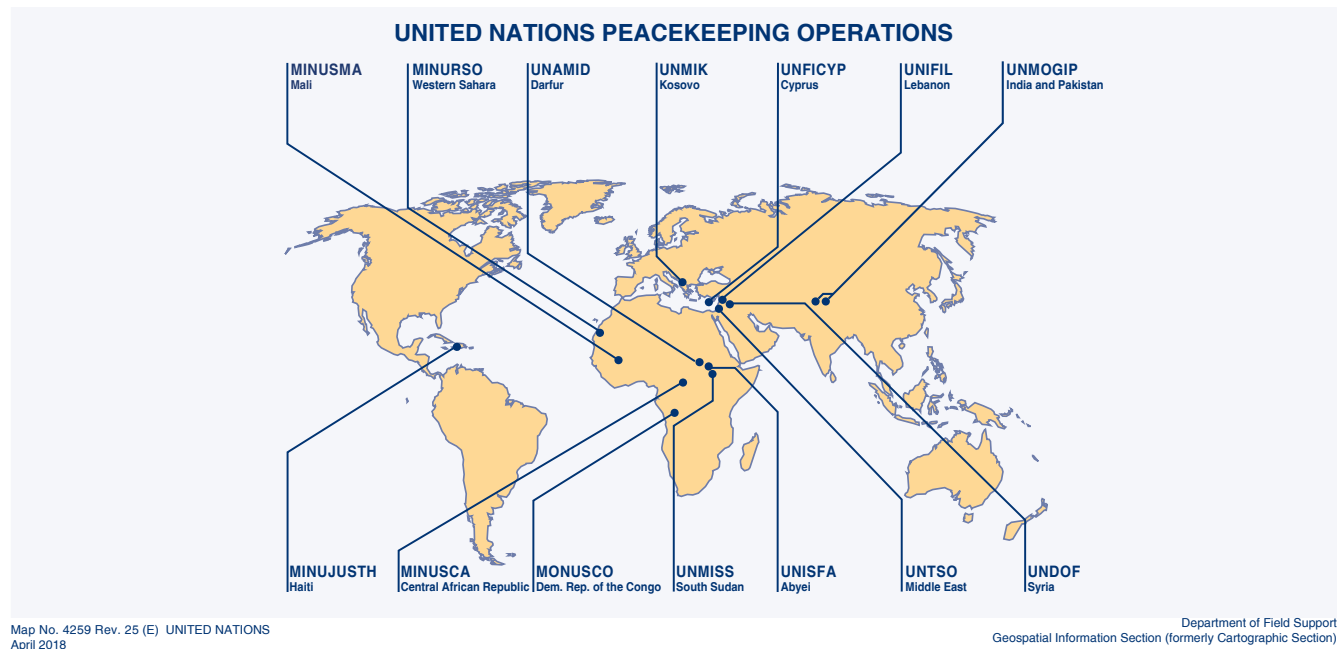 UNITED NATIONS PEACEKEEPING OPERATIONS
MINUSMA
Mali
MINURSO
Western Sahara
UNAMID
Darfur
UNMIK
Kosovo
UNFICYP
Cyprus
UNIFIL
Lebanon
UNMOGIP
India and Pakistan
MINUJUSTH
Haiti
MINUSCA
Central African Republic
MONUSCO
Dem. Rep. of the Congo
UNMISS
South Sudan
UNISFA
Abyei
UNTSO
Middle East
UNDOF
Syria
Map No. 4259 Rev. 25 (E) UNITED NATIONS
April 2018
Department of Field Support
Geospatial Information Section (formerly Cartographic Section)